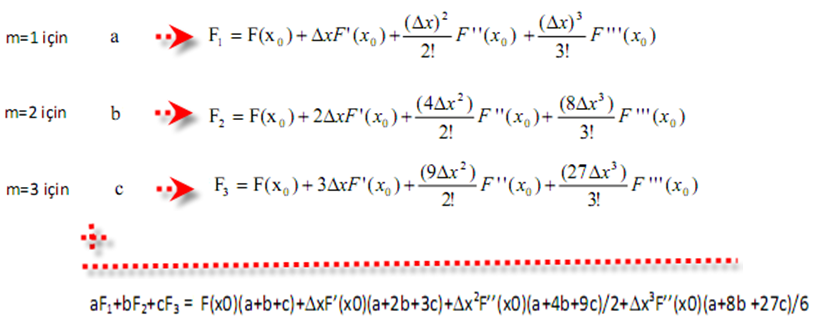 m=1 için a F₁ = F(x₀) + ΔxF'(x₀) + (Δx)²/2! F''(x₀) + (Δx)³/3! F'''(x₀)
m=2 için b F₂ = F(x₀) + 2ΔxF'(x₀) + (4Δx²)/2! F''(x₀) + (8Δx³)/3! F'''(x₀)
m=3 için c F₃ = F(x₀) + 3ΔxF'(x₀) + (9Δx²)/2! F''(x₀) + (27Δx³)/3! F'''(x₀)
aF₁+bF₂+cF₃ = F(x0)(a+b+c)+ΔxF′(x0)(a+2b+3c)+Δx²F′′(x0)(a+4b+9c)/2+Δx³F′′(x0)(a+8b +27c)/6